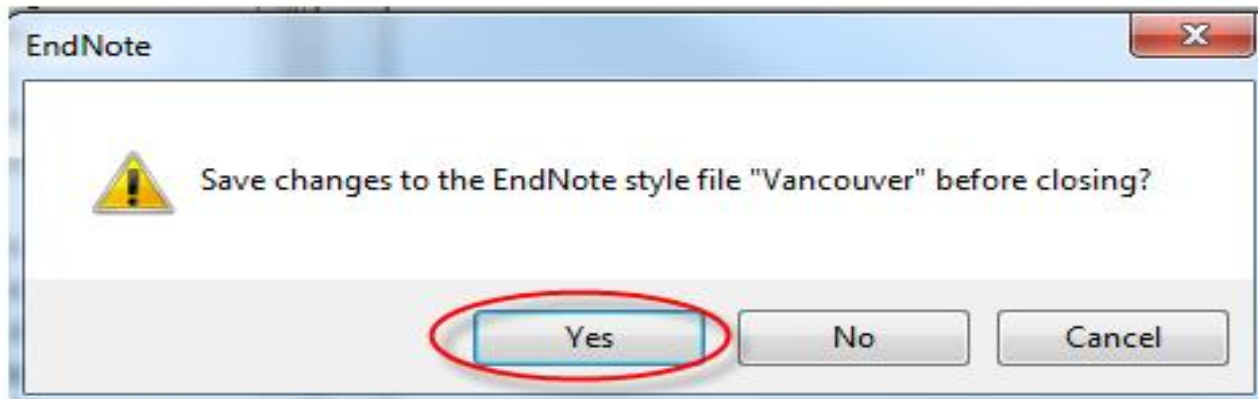 EndNote
Save changes to the EndNote style file "Vancouver" before closing?
Yes No Cancel